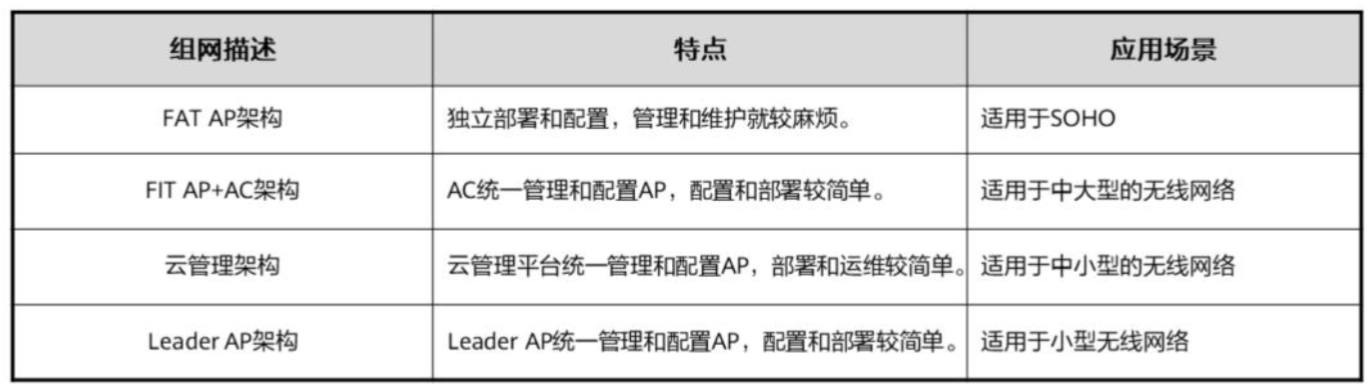 组网描述 特点 应用场景
FAT AP架构 独立部署和配置，管理和维护就较麻烦。 适用于SOHO
FIT AP+AC架构 AC统一管理和配置AP，配置和部署较简单。 适用于中大型的无线网络
云管理架构 云管理平台统一管理和配置AP，部署和运维较简单。 适用于中小型的无线网络
Leader AP架构 Leader AP统一管理和配置AP，配置和部署较简单。 适用于小型无线网络